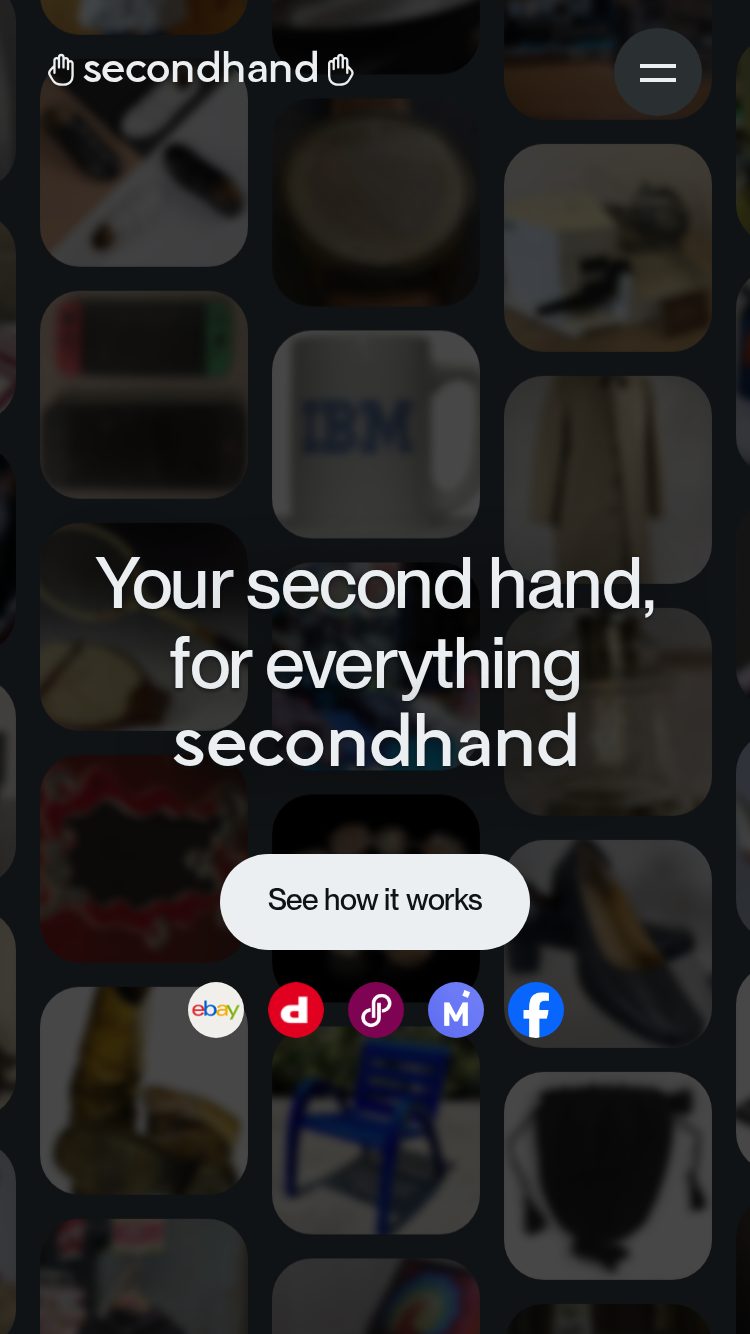 secondhand
IBM
Your second hand,
for everything
secondhand
See how it works
ebay
d
M
f